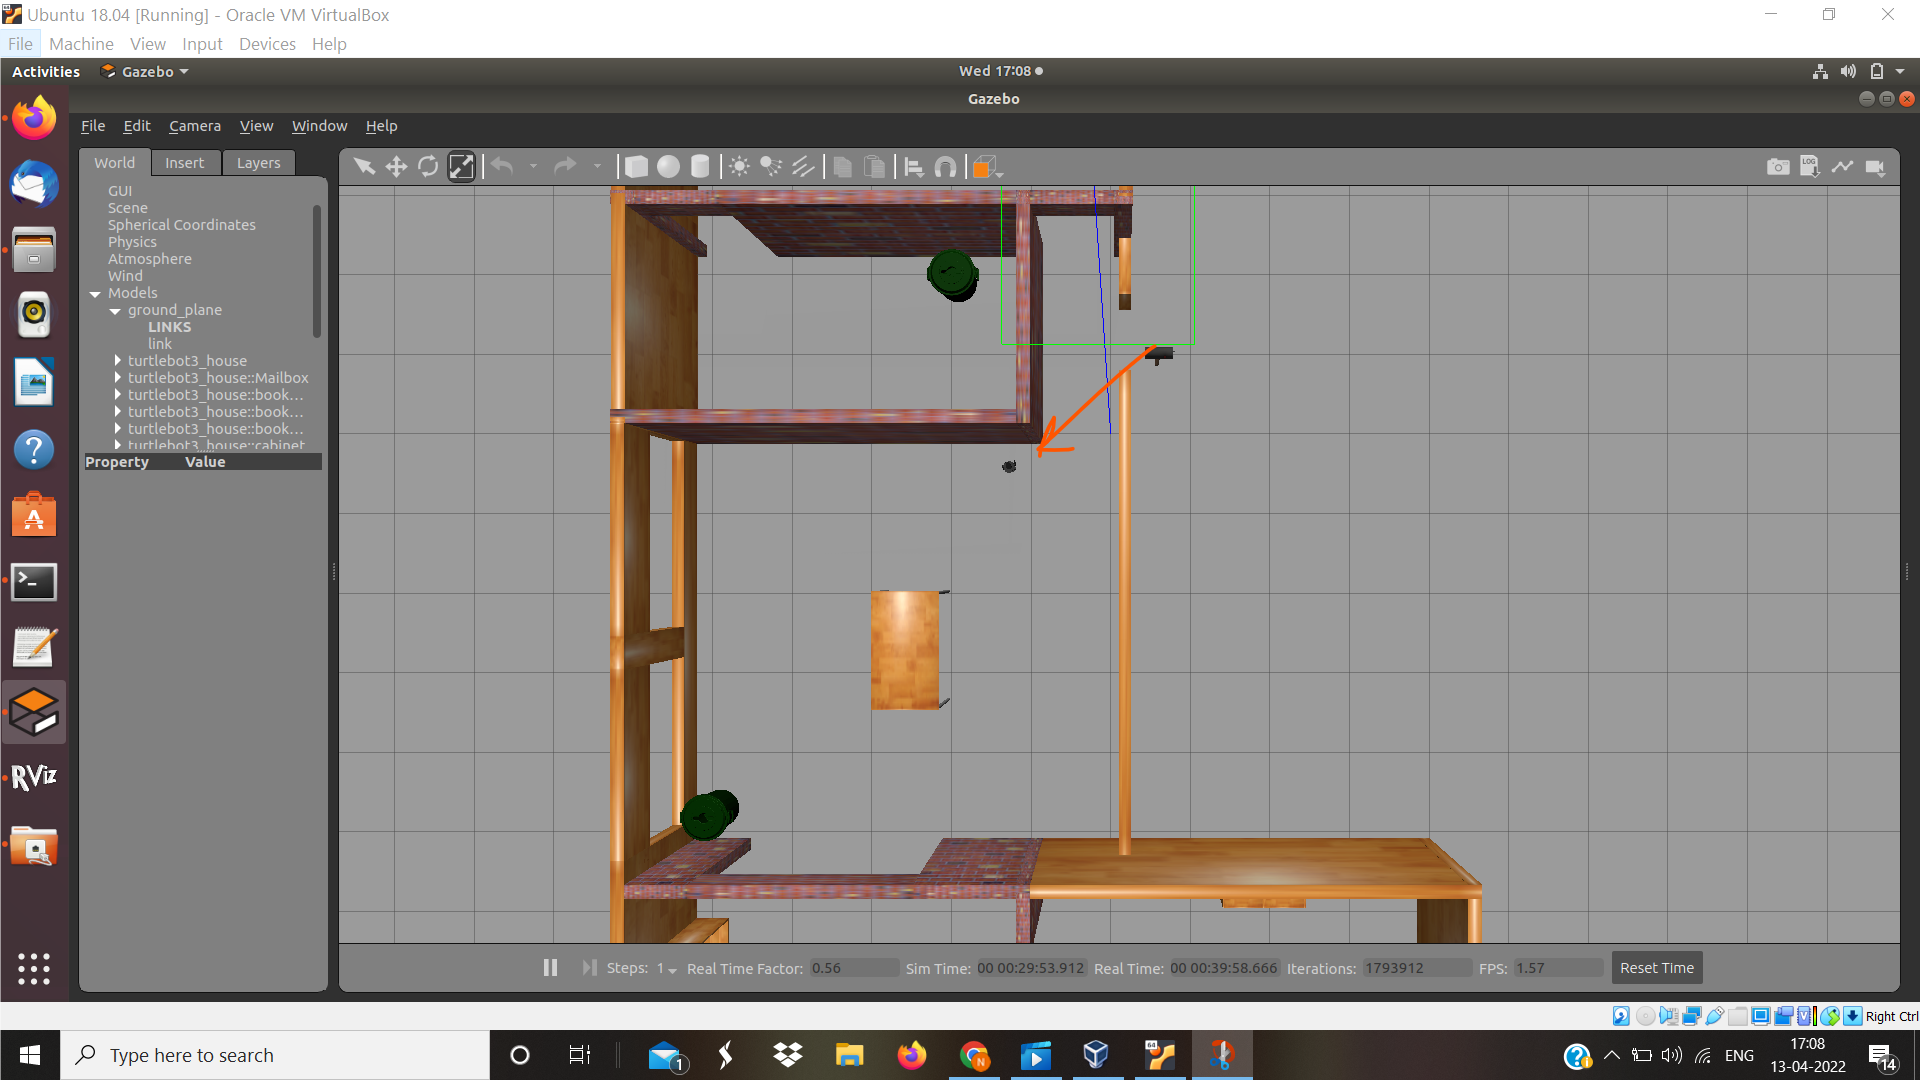 Ubuntu 18.04 [Running] - Oracle VM VirtualBox
File Machine View Input Devices Help
Activities Gazebo Wed 17:08
Gazebo
File Edit Camera View Window Help
World Insert Layers
GUI
Scene
Spherical Coordinates
Physics
Atmosphere
Wind
Models
ground_plane
LINKS
link
turtlebot3_house
turtlebot3_house::Mailbox
turtlebot3_house::book...
turtlebot3_house::book...
turtlebot3_house::book...
turtlebot3_house::cabinet
Property Value
LOG
RViz
Steps: 1 Real Time Factor: 0.56 Sim Time: 00 00:29:53.912 Real Time: 00 00:39:58.666 Iterations: 1793912 FPS: 1.57 Reset Time
Right Ctrl
Type here to search
1
64
N
ENG
17:08
13-04-2022
14